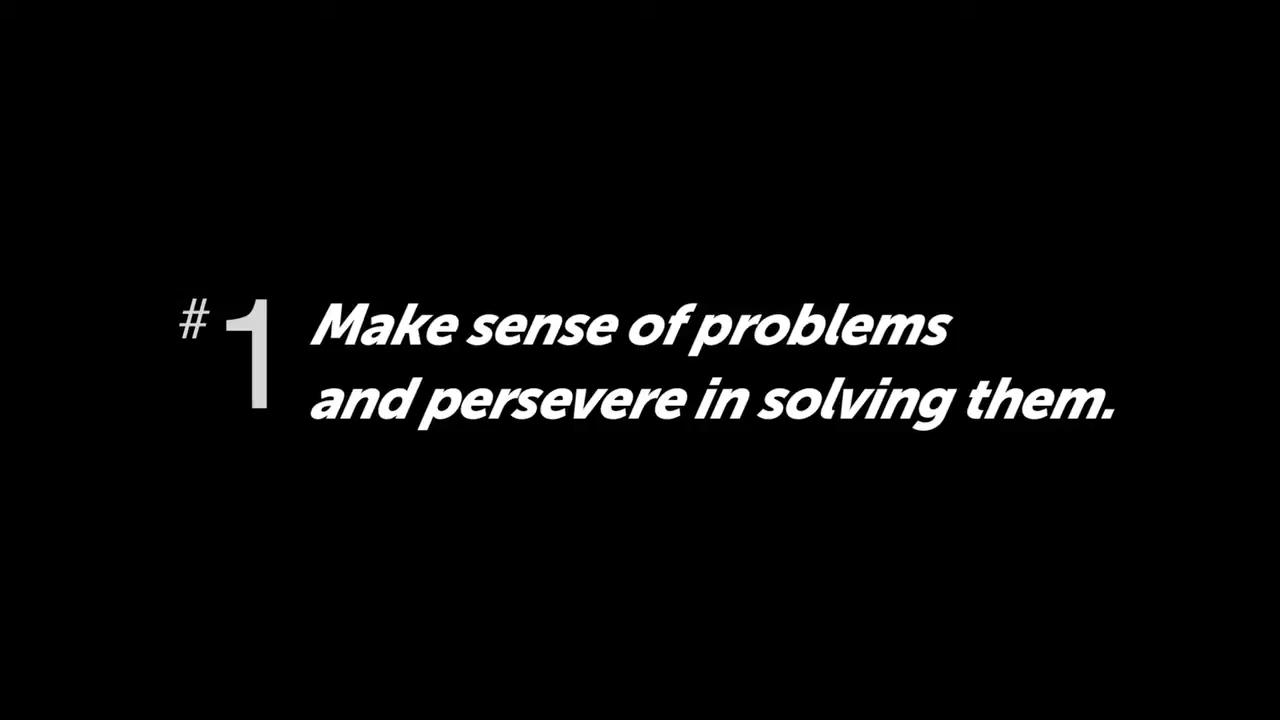 #1 Make sense of problems
and persevere in solving them.